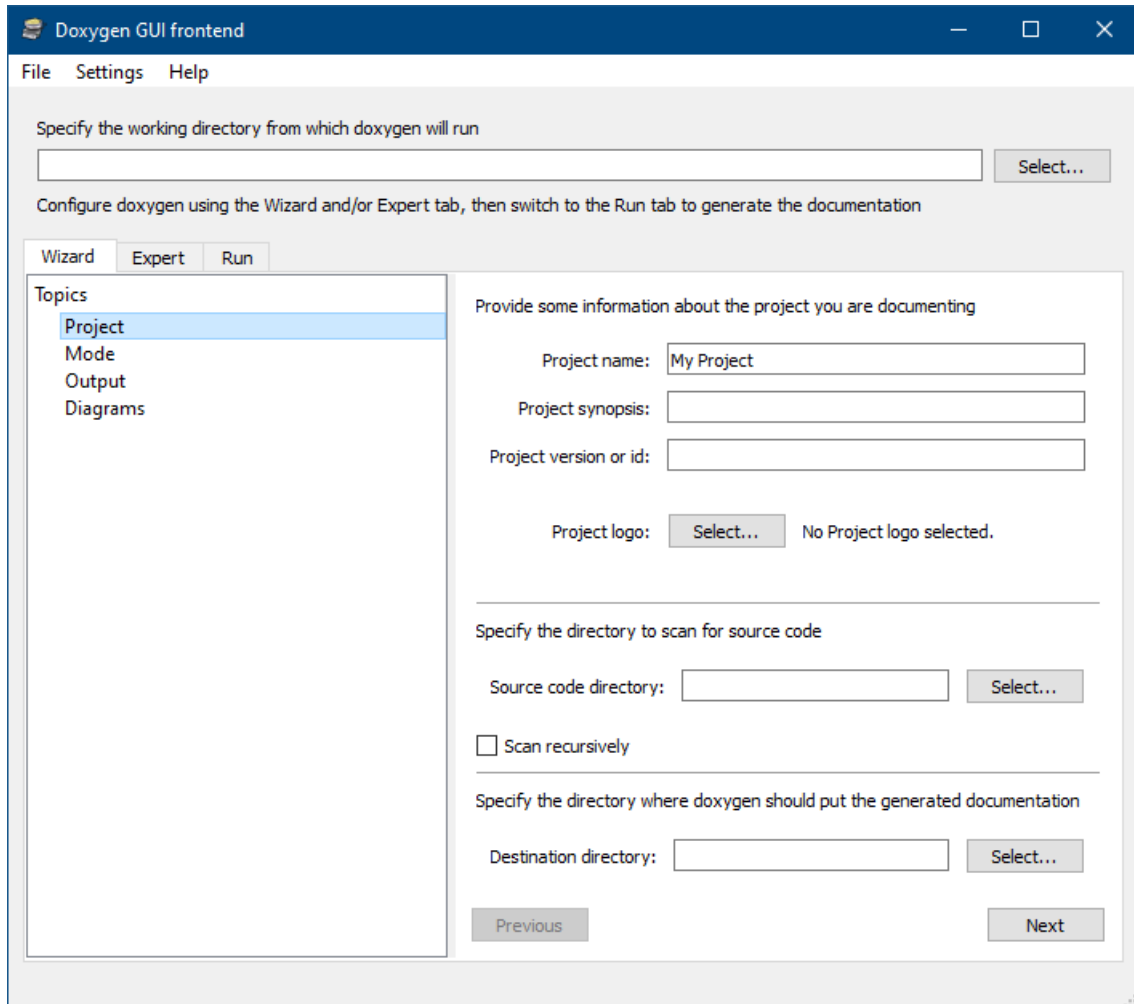 Doxygen GUI frontend
File Settings Help
Specify the working directory from which doxygen will run
Select...
Configure doxygen using the Wizard and/or Expert tab, then switch to the Run tab to generate the documentation
Wizard Expert Run
Topics
Project
Mode
Output
Diagrams
Provide some information about the project you are documenting
Project name: My Project
Project synopsis:
Project version or id:
Project logo: Select... No Project logo selected.
Specify the directory to scan for source code
Source code directory: Select...
Scan recursively
Specify the directory where doxygen should put the generated documentation
Destination directory: Select...
Previous Next